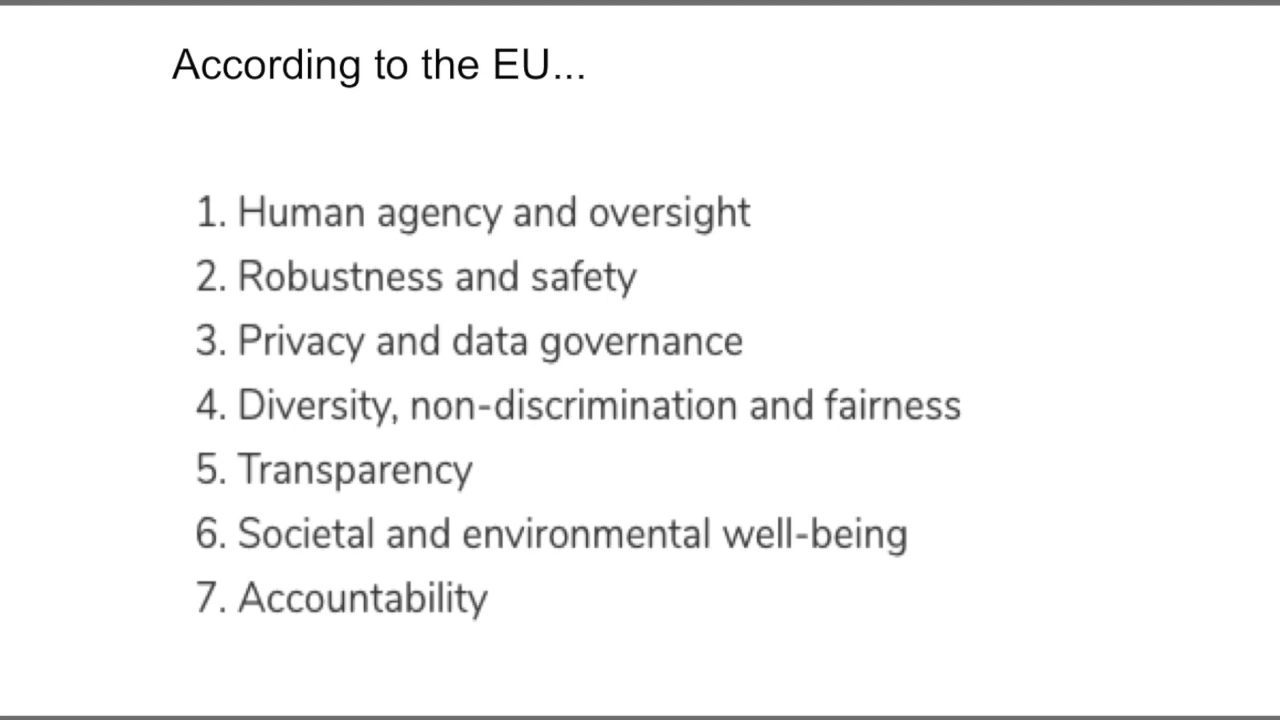 According to the EU...
1. Human agency and oversight
2. Robustness and safety
3. Privacy and data governance
4. Diversity, non-discrimination and fairness
5. Transparency
6. Societal and environmental well-being
7. Accountability